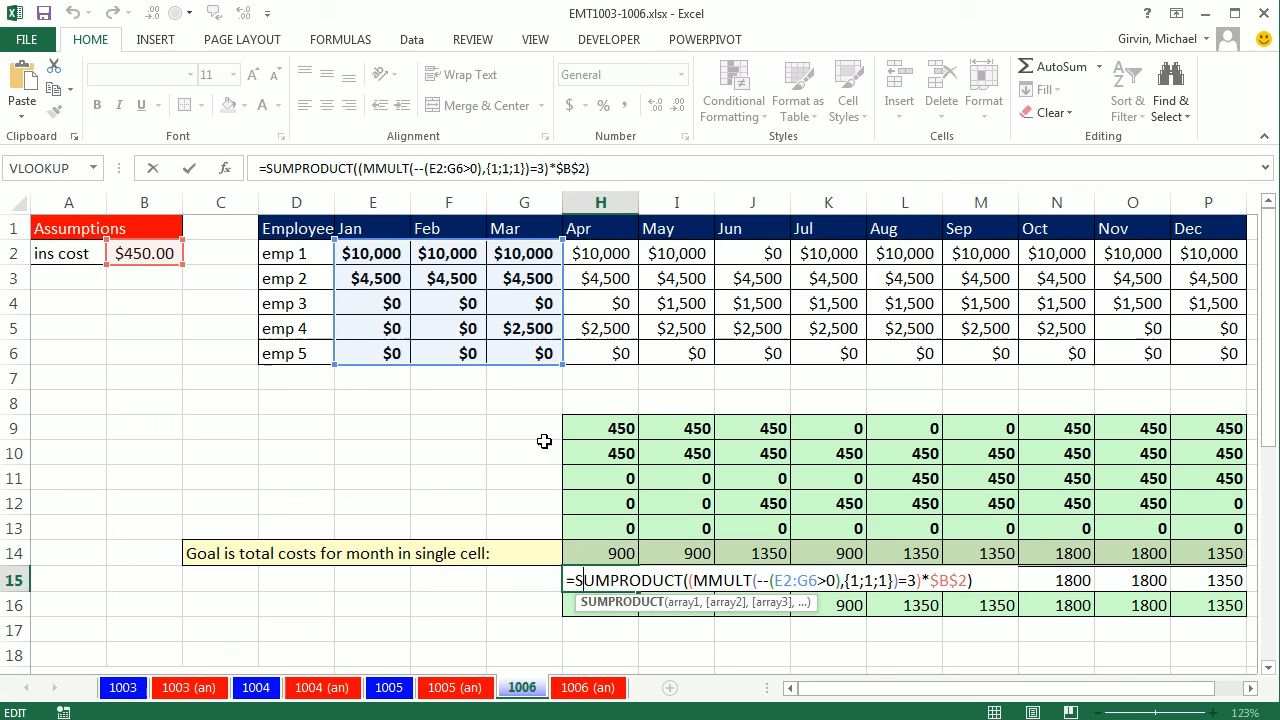 EMT1003-1006.xlsx - Excel
FILE HOME INSERT PAGE LAYOUT FORMULAS Data REVIEW VIEW DEVELOPER POWERPIVOT Girvin, Michael
Paste
11 A A
B I U A
Wrap Text
Merge & Center
General
$ % ,
Conditional Formatting
Format as Table
Cell Styles
Insert
Delete
Format
AutoSum
Fill
Clear
Sort & Filter
Find & Select
Clipboard Font Alignment Number Styles Cells Editing
VLOOKUP fx =SUMPRODUCT((MMULT(--(E2:G6>0),{1;1;1})=3)*$B$2)
A B C D E F G H I J K L M N O P
1 Assumptions Employee Jan Feb Mar Apr May Jun Jul Aug Sep Oct Nov Dec
2 ins cost $450.00 emp 1 $10,000 $10,000 $10,000 $10,000 $10,000 $0 $10,000 $10,000 $10,000 $10,000 $10,000 $10,000
3 emp 2 $4,500 $4,500 $4,500 $4,500 $4,500 $4,500 $4,500 $4,500 $4,500 $4,500 $4,500 $4,500
4 emp 3 $0 $0 $0 $0 $1,500 $1,500 $1,500 $1,500 $1,500 $1,500 $1,500 $1,500
5 emp 4 $0 $0 $2,500 $2,500 $2,500 $2,500 $2,500 $2,500 $2,500 $2,500 $0 $0
6 emp 5 $0 $0 $0 $0 $0 $0 $0 $0 $0 $0 $0 $0
7
8
9 450 450 450 0 0 0 450 450 450
10 450 450 450 450 450 450 450 450 450
11 0 0 0 0 450 450 450 450 450
12 0 0 450 450 450 450 450 450 0
13 0 0 0 0 0 0 0 0 0
14 Goal is total costs for month in single cell: 900 900 1350 900 1350 1350 1800 1800 1350
15 =SUMPRODUCT((MMULT(--(E2:G6>0),{1;1;1})=3)*$B$2) 1800 1800 1350
16 SUMPRODUCT(array1, [array2], [array3], ...) 900 1350 1350 1800 1800 1350
17
18
1003 1003 (an) 1004 1004 (an) 1005 1005 (an) 1006 1006 (an)
EDIT 123%